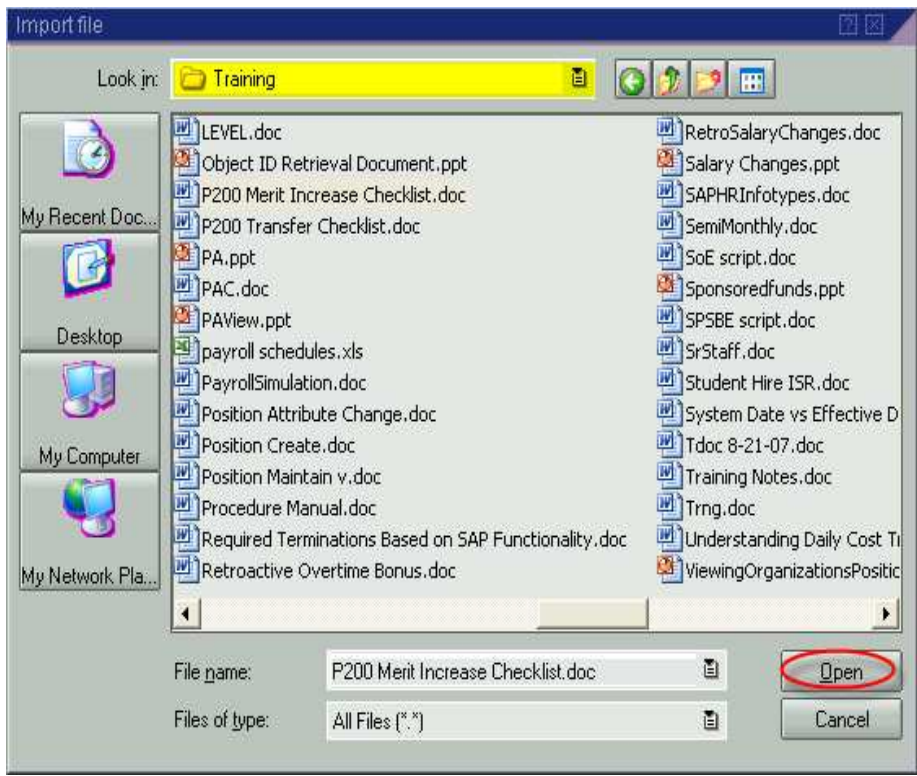 Import file
Look in: Training
My Recent Doc...
Desktop
My Computer
My Network Pla...
LEVEL.doc
Object ID Retrieval Document.ppt
P200 Merit Increase Checklist.doc
P200 Transfer Checklist.doc
PA.ppt
PAC.doc
PAView.ppt
payroll schedules.xls
PayrollSimulation.doc
Position Attribute Change.doc
Position Create.doc
Position Maintain v.doc
Procedure Manual.doc
Required Terminations Based on SAP Functionality.doc
Retroactive Overtime Bonus.doc
RetroSalaryChanges.doc
Salary Changes.ppt
SAPHRInfotypes.doc
SemiMonthly.doc
SoE script.doc
Sponsoredfunds.ppt
SPSBE script.doc
SrStaff.doc
Student Hire ISR.doc
System Date vs Effective D
Tdoc 8-21-07.doc
Training Notes.doc
Trng.doc
Understanding Daily Cost
ViewingOrganizationsPositic
File name: P200 Merit Increase Checklist.doc
Open
Files of type: All Files (*.*)
Cancel